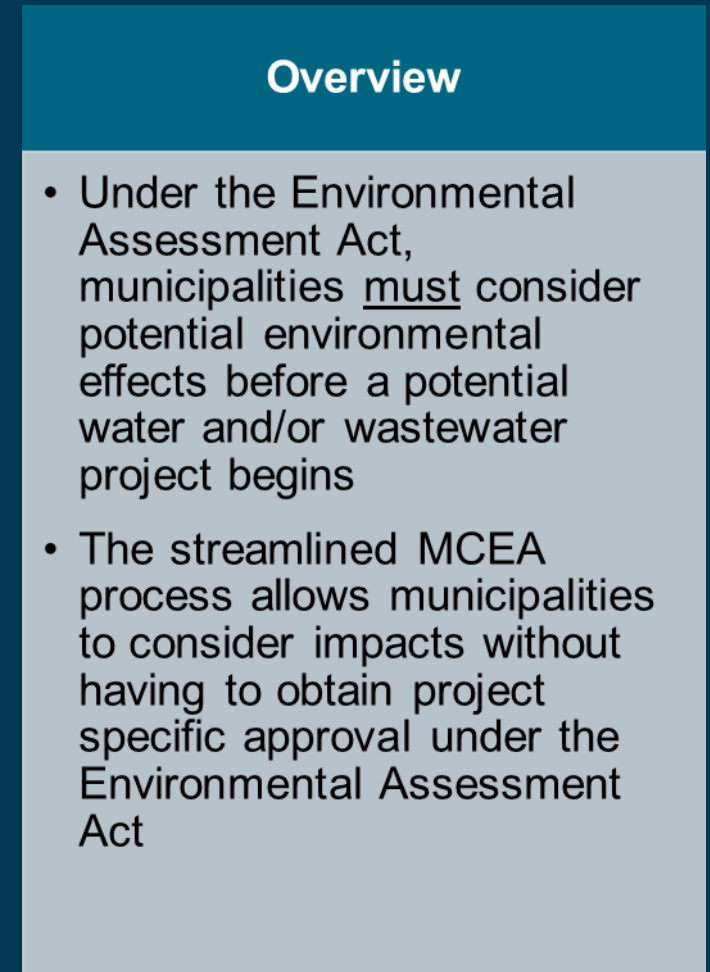 Overview
• Under the Environmental
Assessment Act,
municipalities must consider
potential environmental
effects before a potential
water and/or wastewater
project begins
• The streamlined MCEA
process allows municipalities
to consider impacts without
having to obtain project
specific approval under the
Environmental Assessment
Act